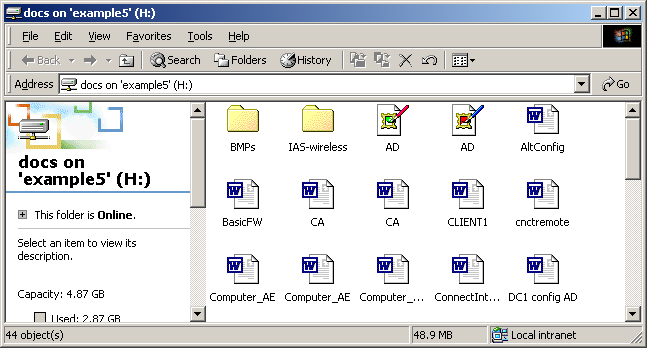 docs on 'example5' (H:)
File Edit View Favorites Tools Help
Back Search Folders History
Address docs on 'example5' (H:) Go
docs on
'example5' (H:)
This folder is Online.
Select an item to view its
description.
Capacity: 4.87 GB
Used: 2.87 GB
BMPs IAS-wireless AD AD AltConfig
BasicFW CA CA CLIENT1 cnctremote
Computer_AE Computer_AE Computer_... ConnectInt... DC1 config AD
44 object(s) 48.9 MB Local intranet